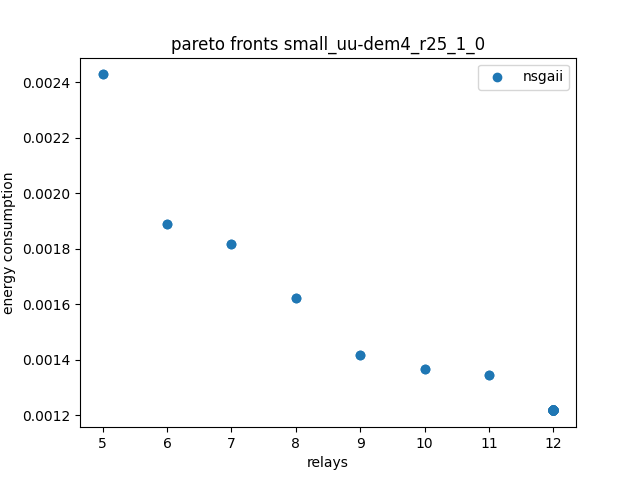 pareto fronts small_uu-dem4_r25_1_0
nsgaii
0.0024
0.0022
0.0020
0.0018
0.0016
0.0014
0.0012
energy consumption
5 6 7 8 9 10 11 12
relays